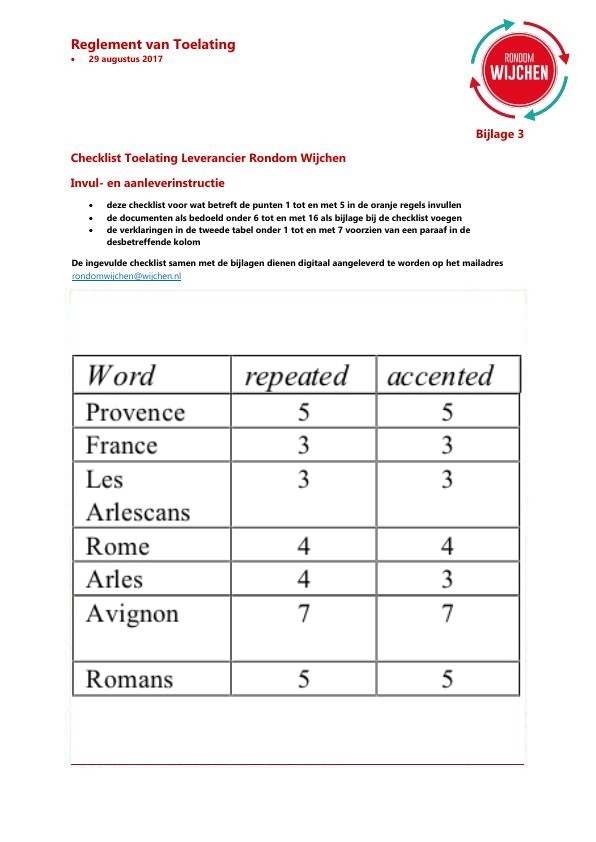 Reglement van Toelating
• 29 augustus 2017
RONDOM
WIJCHEN
Bijlage 3
Checklist Toelating Leverancier Rondom Wijchen
Invul- en aanleverinstructie
• deze checklist voor wat betreft de punten 1 tot en met 5 in de oranje regels invullen
• de documenten als bedoeld onder 6 tot en met 16 als bijlage bij de checklist voegen
• de verklaringen in de tweede tabel onder 1 tot en met 7 voorzien van een paraaf in de
desbetreffende kolom
De ingevulde checklist samen met de bijlagen dienen digitaal aangeleverd te worden op het mailadres
rondomwijchen@wijchen.nl
Word repeated accented
Provence 5 5
France 3 3
Les 3 3
Arlescans
Rome 4 4
Arles 4 3
Avignon 7 7
Romans 5 5